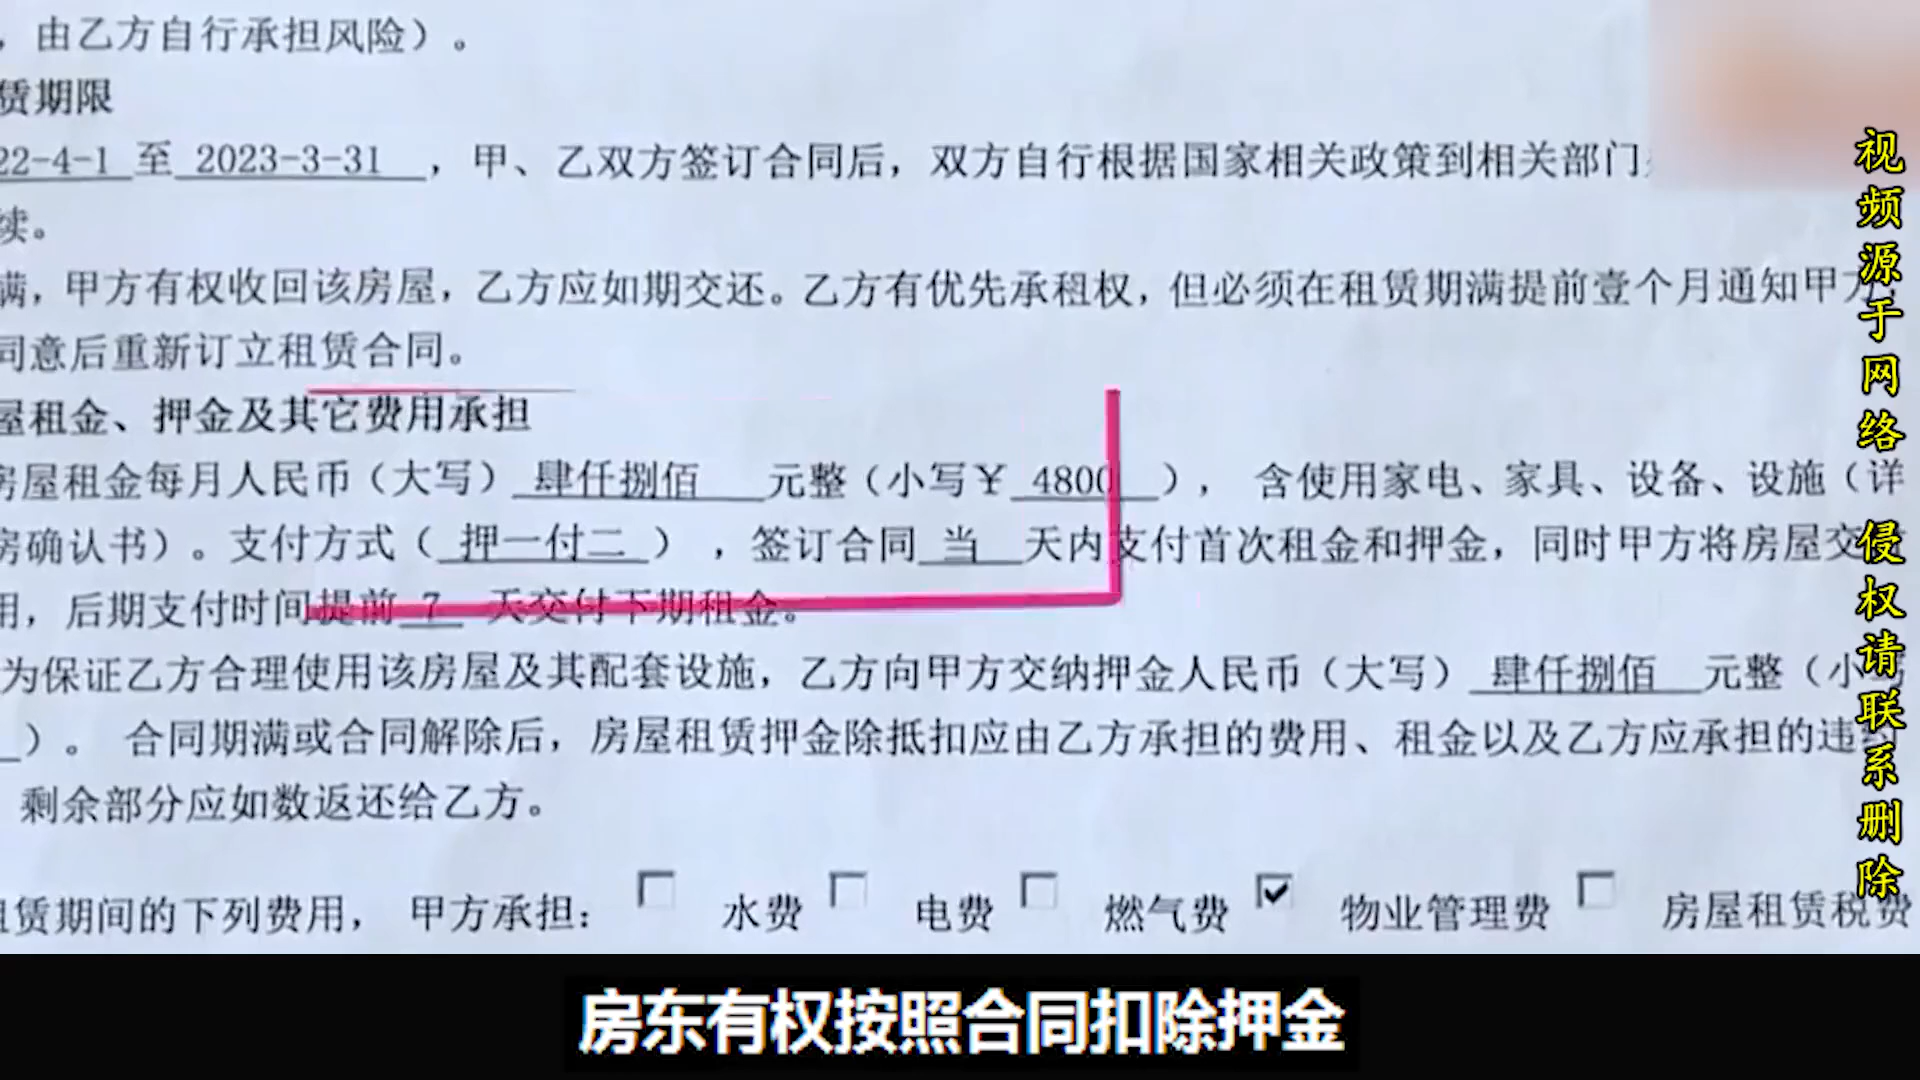 ，由乙方自行承担风险）。
赁期限
22-4-1 至 2023-3-31 ，甲、乙双方签订合同后，双方自行根据国家相关政策到相关部门
续。
满，甲方有权收回该房屋，乙方应如期交还。乙方有优先承租权，但必须在租赁期满提前壹个月通知甲方，
同意后重新订立租赁合同。
屋租金、押金及其它费用承担
房屋租金每月人民币（大写） 肆仟捌佰 元整（小写￥ 4800 ）， 含使用家电、家具、设备、设施（详
房确认书）。支付方式（ 押一付二 ），签订合同 当 天内支付首次租金和押金，同时甲方将房屋交
用，后期支付时间提前 7 天交付下期租金。
为保证乙方合理使用该房屋及其配套设施，乙方向甲方交纳押金人民币（大写） 肆仟捌佰 元整（小写
）。 合同期满或合同解除后，房屋租赁押金除抵扣应由乙方承担的费用、租金以及乙方应承担的违约
剩余部分应如数返还给乙方。
租赁期间的下列费用， 甲方承担： 水费 电费 燃气费 物业管理费 房屋租赁税费
视频源于网络 侵权请联系删除
房东有权按照合同扣除押金